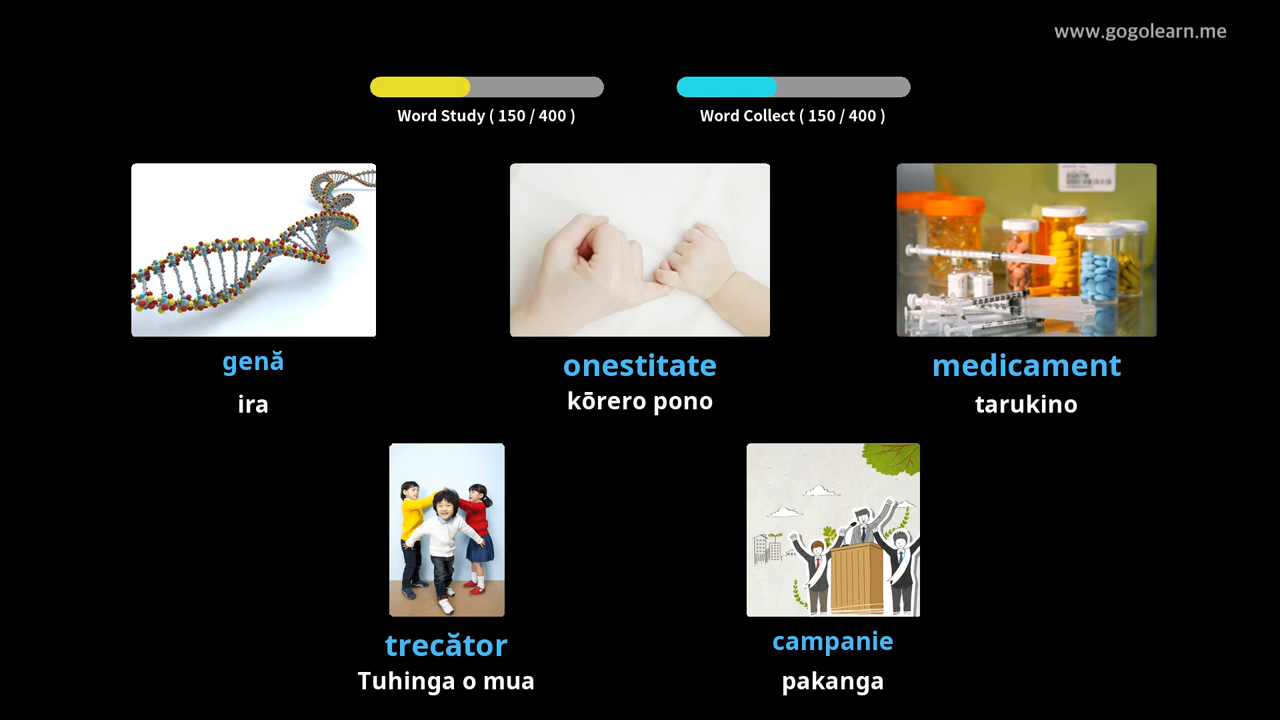 www.gogolearn.me
Word Study ( 150 / 400 )
Word Collect ( 150 / 400 )
genă
ira
onestitate
kōrero pono
medicament
tarukino
trecător
Tuhinga o mua
campanie
pakanga